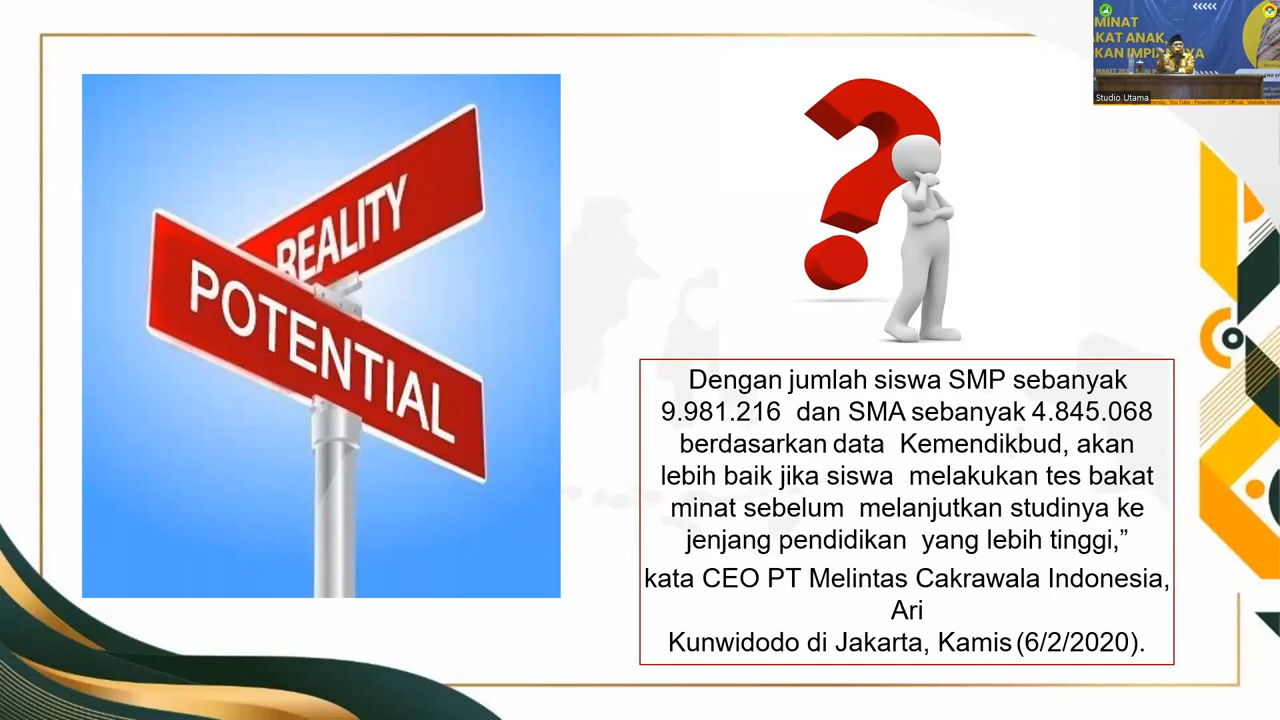 REALITY
POTENTIAL
Dengan jumlah siswa SMP sebanyak
9.981.216 dan SMA sebanyak 4.845.068
berdasarkan data Kemendikbud, akan
lebih baik jika siswa melakukan tes bakat
minat sebelum melanjutkan studinya ke
jenjang pendidikan yang lebih tinggi,”
kata CEO PT Melintas Cakrawala Indonesia,
Ari
Kunwidodo di Jakarta, Kamis (6/2/2020).
MINAT
AKAT ANAK,
Studio Utama